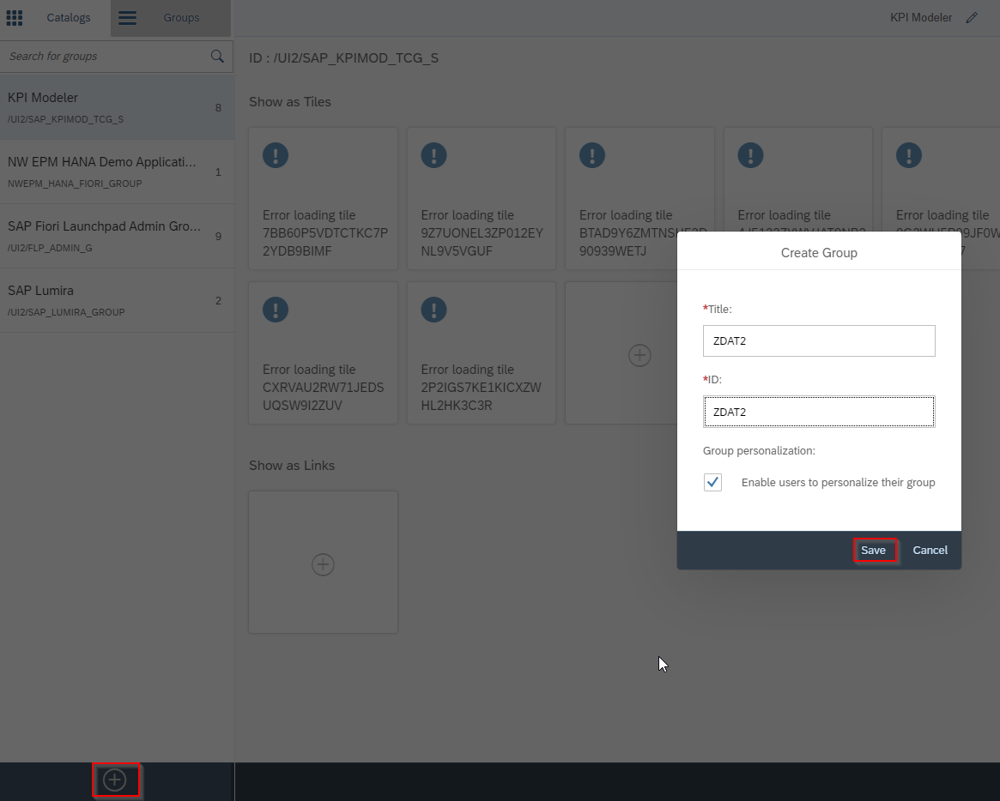 Catalogs
Groups
KPI Modeler
Search for groups
KPI Modeler
8
/UI2/SAP_KPIMOD_TCG_S
NW EPM HANA Demo Applicati...
1
NWEPM_HANA_FIORI_GROUP
SAP Fiori Launchpad Admin Gro...
9
/UI2/FLP_ADMIN_G
SAP Lumira
2
/UI2/SAP_LUMIRA_GROUP
ID : /UI2/SAP_KPIMOD_TCG_S
Show as Tiles
Error loading tile
7BB60P5VDTCTKC7P
2YDB9BIMF
Error loading tile
9Z7UONEL3ZP012EY
NL9V5VGUF
Error loading tile
90939WETJ
Error loading tile
Error loading tile
Error loading tile
CXRVAU2RW71JEDS
UQSW9I2ZUV
Error loading tile
2P2IGS7KE1KICXZW
HL2HK3C3R
Show as Links
Create Group
*Title:
ZDAT2
*ID:
ZDAT2
Group personalization:
Enable users to personalize their group
Save
Cancel